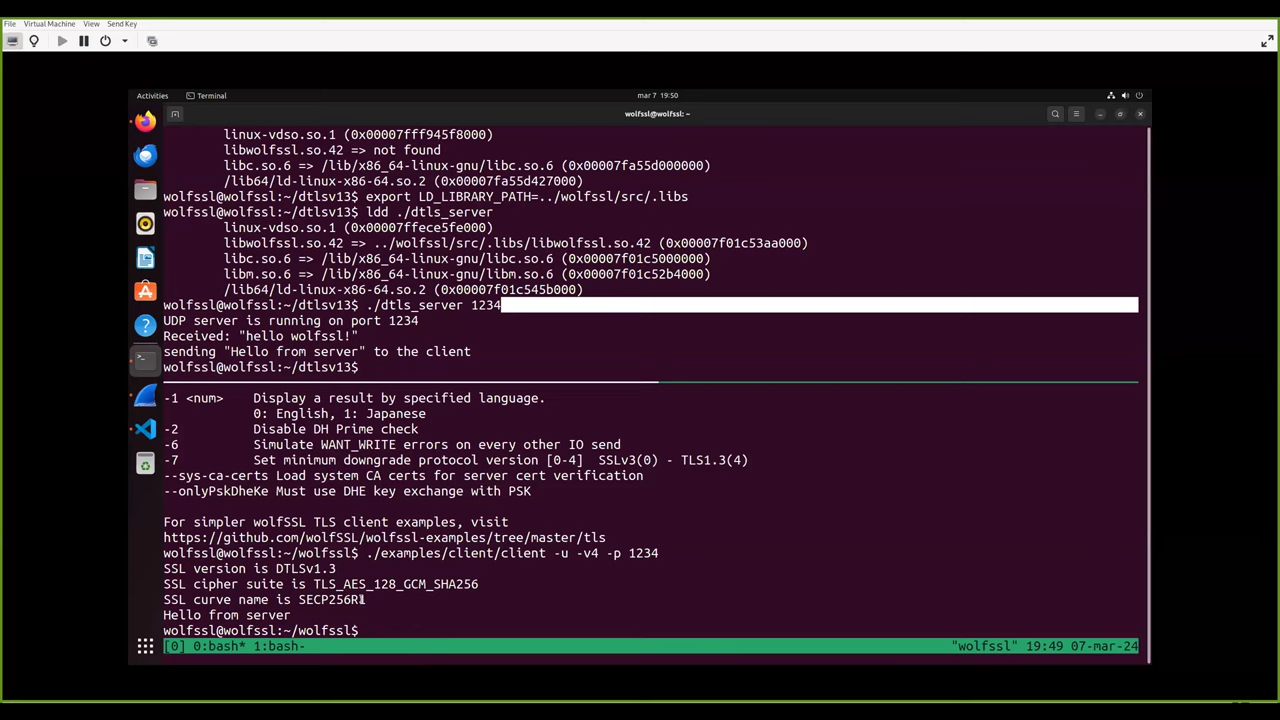 File Virtual Machine View Send Key
Activities Terminal mar 7 19:50
wolfssl@wolfssl: ~
linux-vdso.so.1 (0x00007fff945f8000)
libwolfssl.so.42 => not found
libc.so.6 => /lib/x86_64-linux-gnu/libc.so.6 (0x00007fa55d000000)
/lib64/ld-linux-x86-64.so.2 (0x00007fa55d427000)
wolfssl@wolfssl:~/dtlsv13$ export LD_LIBRARY_PATH=../wolfssl/src/.libs
wolfssl@wolfssl:~/dtlsv13$ ldd ./dtls_server
linux-vdso.so.1 (0x00007ffece5fe000)
libwolfssl.so.42 => ../wolfssl/src/.libs/libwolfssl.so.42 (0x00007f01c53aa000)
libc.so.6 => /lib/x86_64-linux-gnu/libc.so.6 (0x00007f01c5000000)
libm.so.6 => /lib/x86_64-linux-gnu/libm.so.6 (0x00007f01c52b4000)
/lib64/ld-linux-x86-64.so.2 (0x00007f01c545b000)
wolfssl@wolfssl:~/dtlsv13$ ./dtls_server 1234
UDP server is running on port 1234
Received: "hello wolfssl!"
sending "Hello from server" to the client
wolfssl@wolfssl:~/dtlsv13$
-1 <num> Display a result by specified language.
0: English, 1: Japanese
-2 Disable DH Prime check
-6 Simulate WANT_WRITE errors on every other IO send
-7 Set minimum downgrade protocol version [0-4] SSLv3(0) - TLS1.3(4)
--sys-ca-certs Load system CA certs for server cert verification
--onlyPskDheKe Must use DHE key exchange with PSK
For simpler wolfSSL TLS client examples, visit
https://github.com/wolfSSL/wolfssl-examples/tree/master/tls
wolfssl@wolfssl:~/wolfssl$ ./examples/client/client -u -v4 -p 1234
SSL version is DTLSv1.3
SSL cipher suite is TLS_AES_128_GCM_SHA256
SSL curve name is SECP256R1
Hello from server
wolfssl@wolfssl:~/wolfssl$
[0] 0:bash* 1:bash- "wolfssl" 19:49 07-mar-24